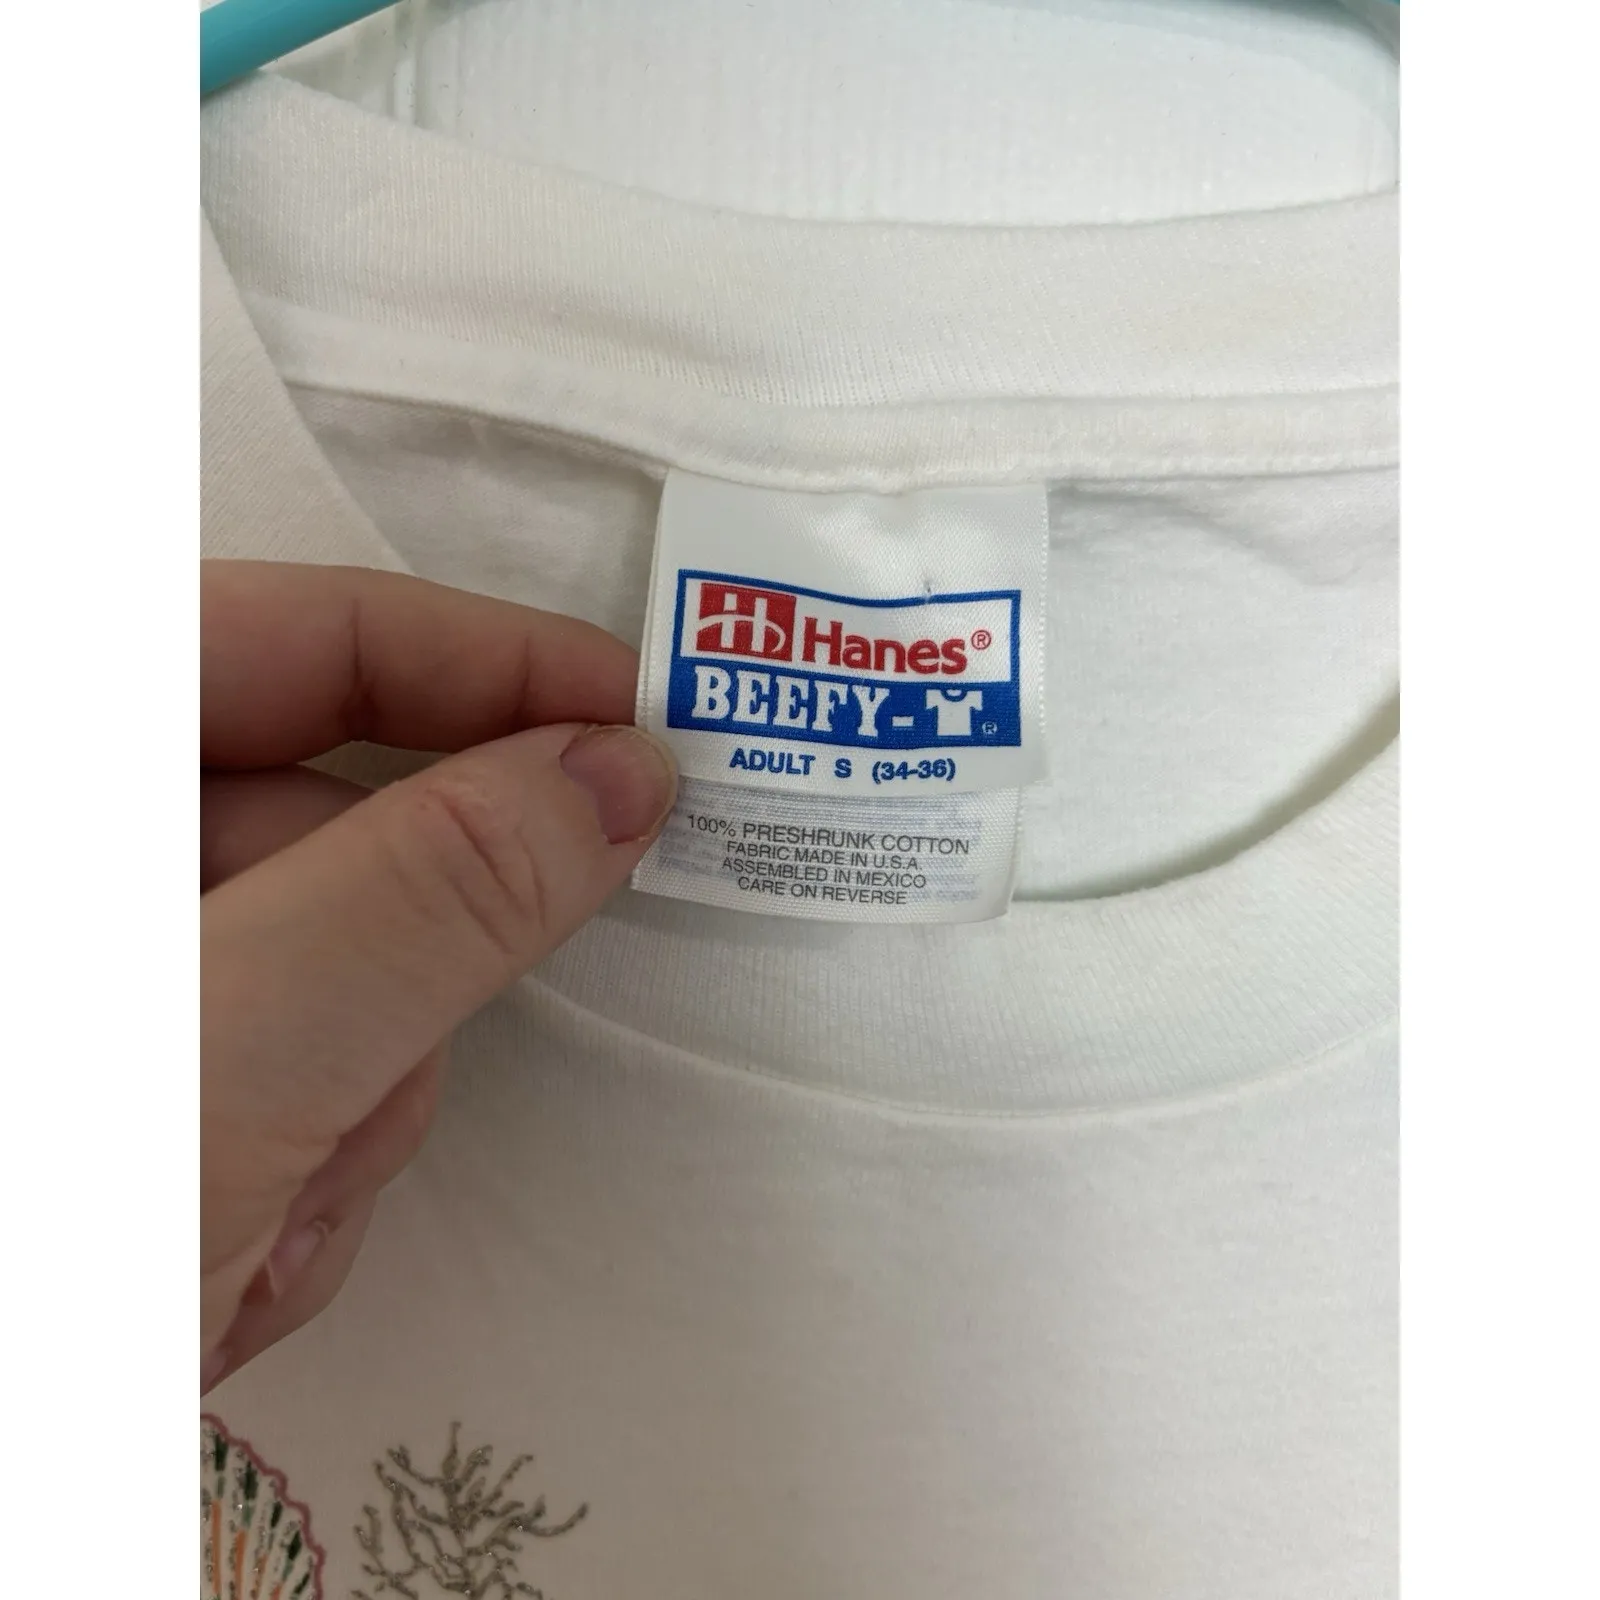 H Hanes®
BEEFY-T®
ADULT S (34-36)
100% PRESHRUNK COTTON
FABRIC MADE IN U.S.A.
ASSEMBLED IN MEXICO
CARE ON REVERSE